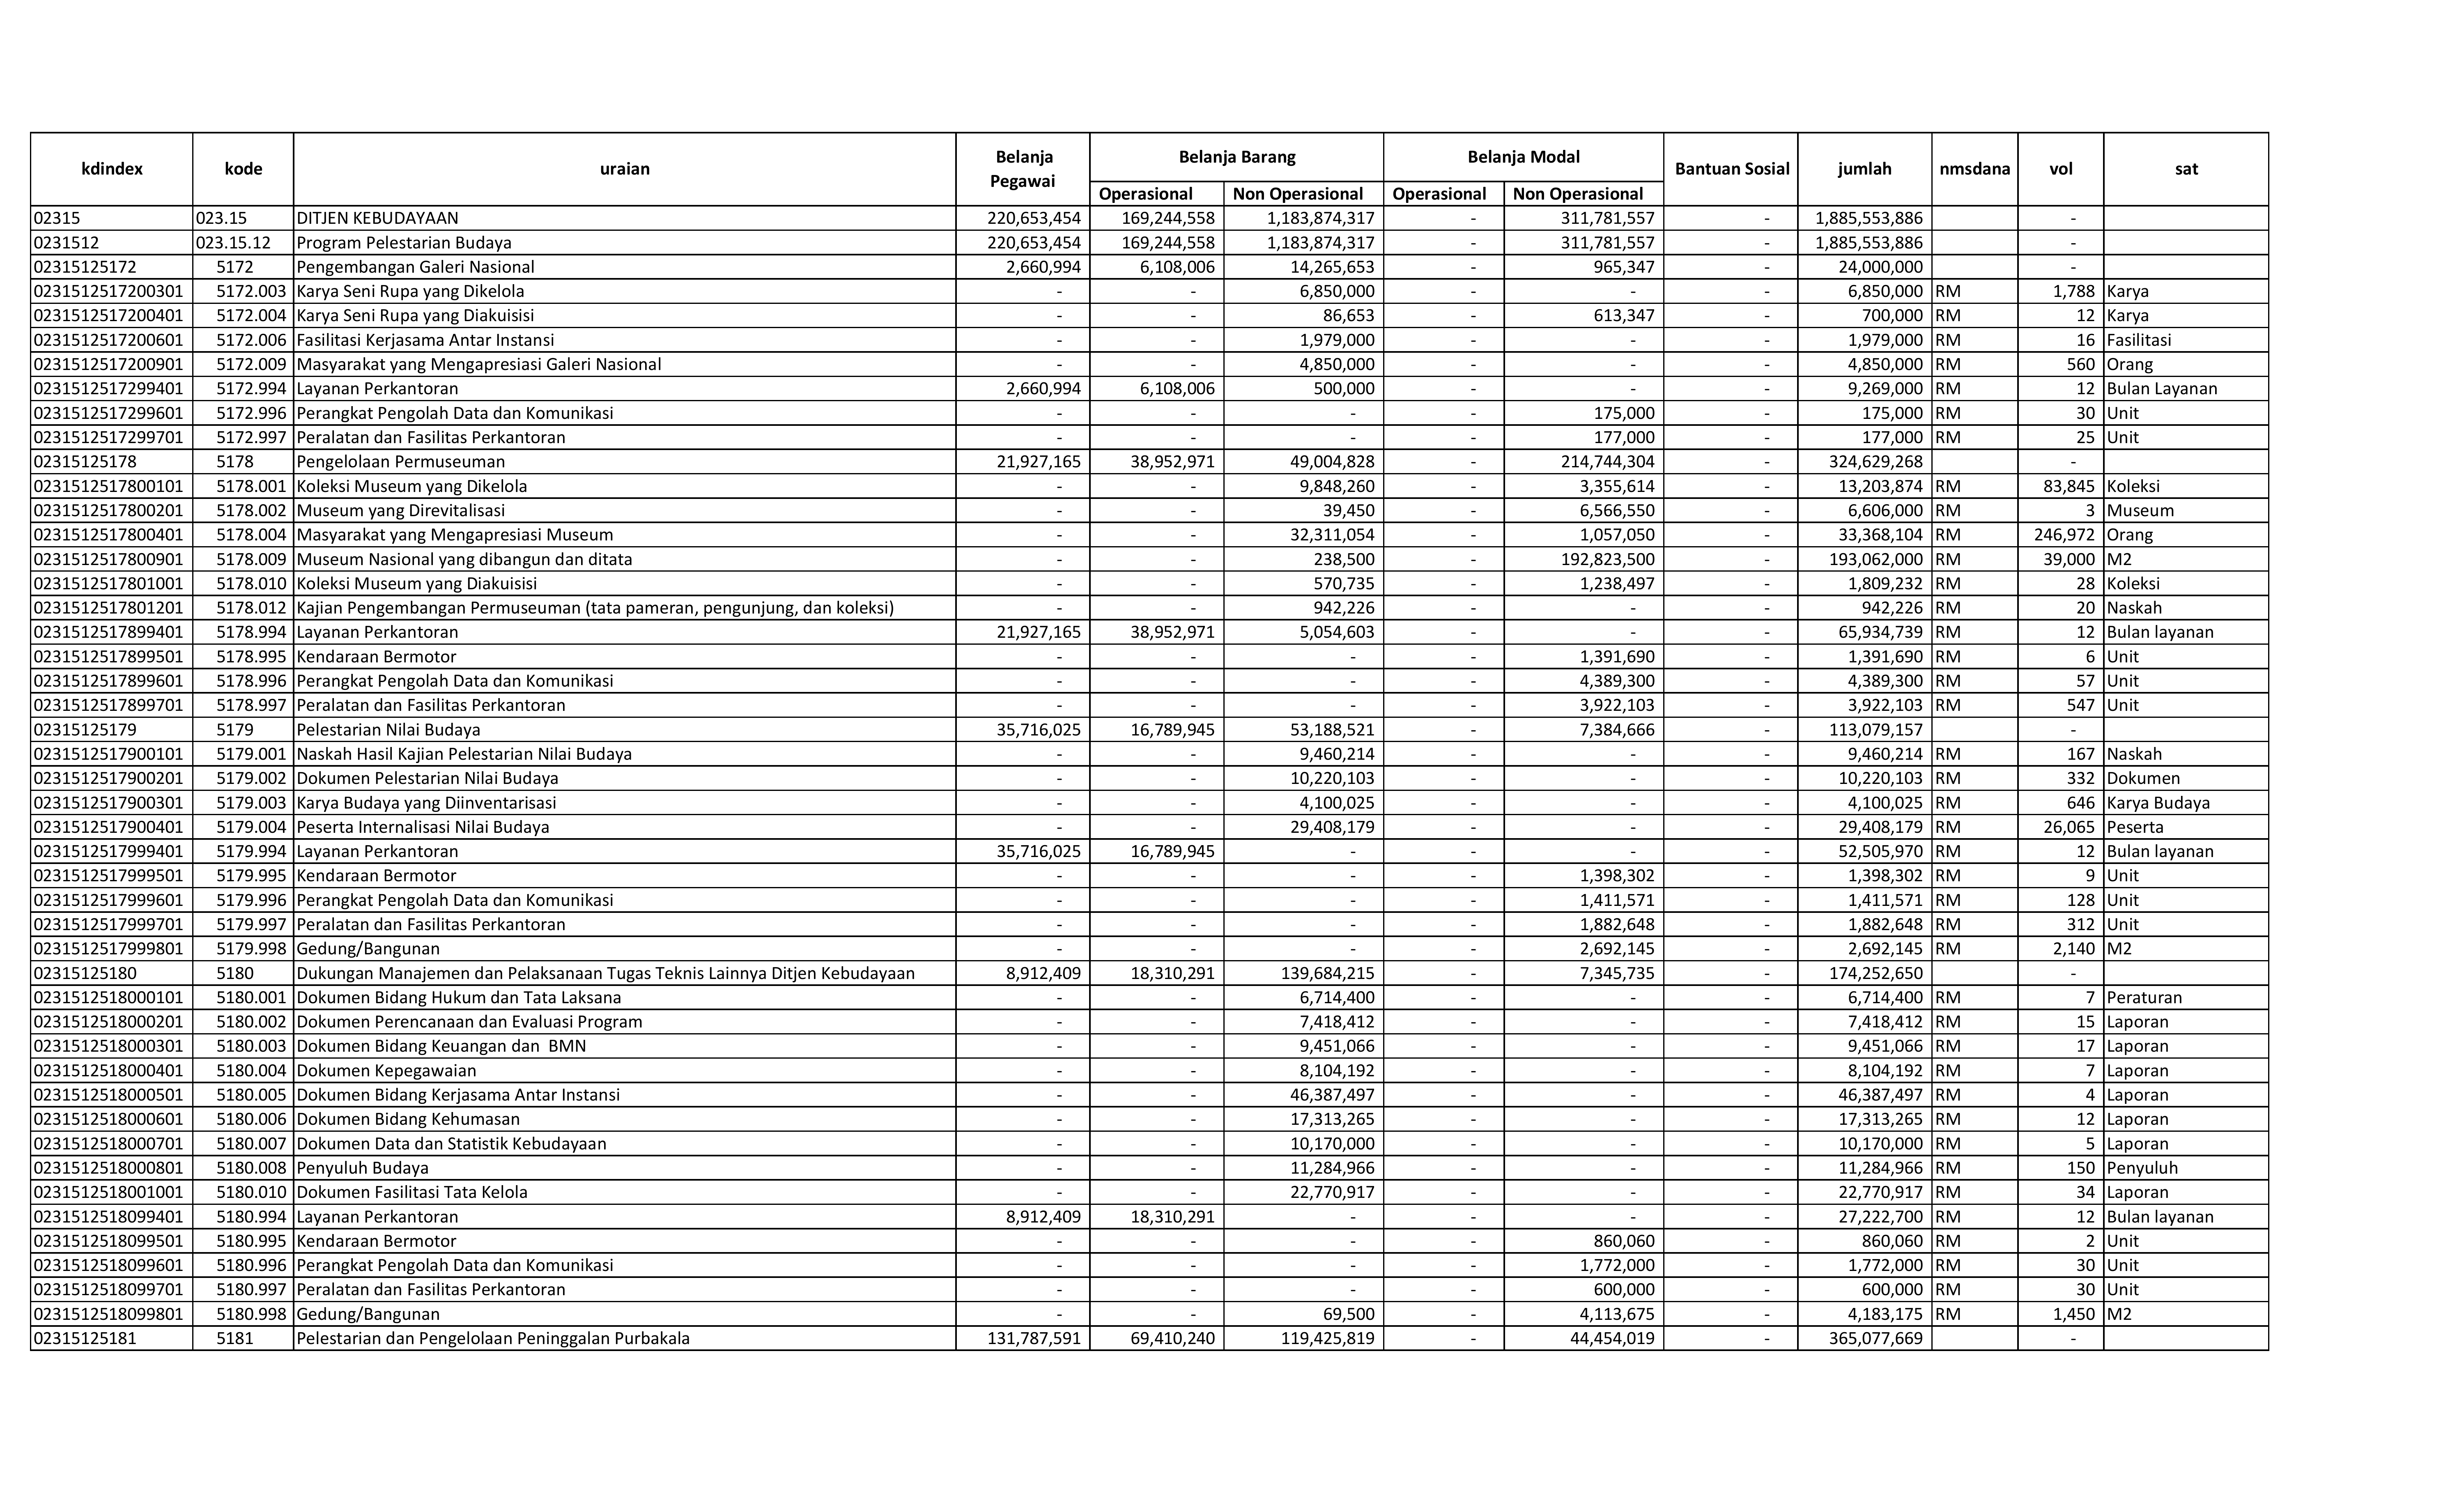 kdindex kode uraian Belanja Pegawai Belanja Barang Belanja Modal Bantuan Sosial jumlah nmsdana vol sat
Operasional Non Operasional Operasional Non Operasional
02315 023.15 DITJEN KEBUDAYAAN 220,653,454 169,244,558 1,183,874,317 - 311,781,557 - 1,885,553,886 -
0231512 023.15.12 Program Pelestarian Budaya 220,653,454 169,244,558 1,183,874,317 - 311,781,557 - 1,885,553,886 -
02315125172 5172 Pengembangan Galeri Nasional 2,660,994 6,108,006 14,265,653 - 965,347 - 24,000,000 -
0231512517200301 5172.003 Karya Seni Rupa yang Dikelola - - 6,850,000 - - - 6,850,000 RM 1,788 Karya
0231512517200401 5172.004 Karya Seni Rupa yang Diakuisisi - - 86,653 - 613,347 - 700,000 RM 12 Karya
0231512517200601 5172.006 Fasilitasi Kerjasama Antar Instansi - - 1,979,000 - - - 1,979,000 RM 16 Fasilitasi
0231512517200901 5172.009 Masyarakat yang Mengapresiasi Galeri Nasional - - 4,850,000 - - - 4,850,000 RM 560 Orang
0231512517299401 5172.994 Layanan Perkantoran 2,660,994 6,108,006 500,000 - - - 9,269,000 RM 12 Bulan Layanan
0231512517299601 5172.996 Perangkat Pengolah Data dan Komunikasi - - - - 175,000 - 175,000 RM 30 Unit
0231512517299701 5172.997 Peralatan dan Fasilitas Perkantoran - - - - 177,000 - 177,000 RM 25 Unit
02315125178 5178 Pengelolaan Permuseuman 21,927,165 38,952,971 49,004,828 - 214,744,304 - 324,629,268 -
0231512517800101 5178.001 Koleksi Museum yang Dikelola - - 9,848,260 - 3,355,614 - 13,203,874 RM 83,845 Koleksi
0231512517800201 5178.002 Museum yang Direvitalisasi - - 39,450 - 6,566,550 - 6,606,000 RM 3 Museum
0231512517800401 5178.004 Masyarakat yang Mengapresiasi Museum - - 32,311,054 - 1,057,050 - 33,368,104 RM 246,972 Orang
0231512517800901 5178.009 Museum Nasional yang dibangun dan ditata - - 238,500 - 192,823,500 - 193,062,000 RM 39,000 M2
0231512517801001 5178.010 Koleksi Museum yang Diakuisisi - - 570,735 - 1,238,497 - 1,809,232 RM 28 Koleksi
0231512517801201 5178.012 Kajian Pengembangan Permuseuman (tata pameran, pengunjung, dan koleksi) - - 942,226 - - - 942,226 RM 20 Naskah
0231512517899401 5178.994 Layanan Perkantoran 21,927,165 38,952,971 5,054,603 - - - 65,934,739 RM 12 Bulan layanan
0231512517899501 5178.995 Kendaraan Bermotor - - - - 1,391,690 - 1,391,690 RM 6 Unit
0231512517899601 5178.996 Perangkat Pengolah Data dan Komunikasi - - - - 4,389,300 - 4,389,300 RM 57 Unit
0231512517899701 5178.997 Peralatan dan Fasilitas Perkantoran - - - - 3,922,103 - 3,922,103 RM 547 Unit
02315125179 5179 Pelestarian Nilai Budaya 35,716,025 16,789,945 53,188,521 - 7,384,666 - 113,079,157 -
0231512517900101 5179.001 Naskah Hasil Kajian Pelestarian Nilai Budaya - - 9,460,214 - - - 9,460,214 RM 167 Naskah
0231512517900201 5179.002 Dokumen Pelestarian Nilai Budaya - - 10,220,103 - - - 10,220,103 RM 332 Dokumen
0231512517900301 5179.003 Karya Budaya yang Diinventarisasi - - 4,100,025 - - - 4,100,025 RM 646 Karya Budaya
0231512517900401 5179.004 Peserta Internalisasi Nilai Budaya - - 29,408,179 - - - 29,408,179 RM 26,065 Peserta
0231512517999401 5179.994 Layanan Perkantoran 35,716,025 16,789,945 - - - - 52,505,970 RM 12 Bulan layanan
0231512517999501 5179.995 Kendaraan Bermotor - - - - 1,398,302 - 1,398,302 RM 9 Unit
0231512517999601 5179.996 Perangkat Pengolah Data dan Komunikasi - - - - 1,411,571 - 1,411,571 RM 128 Unit
0231512517999701 5179.997 Peralatan dan Fasilitas Perkantoran - - - - 1,882,648 - 1,882,648 RM 312 Unit
0231512517999801 5179.998 Gedung/Bangunan - - - - 2,692,145 - 2,692,145 RM 2,140 M2
02315125180 5180 Dukungan Manajemen dan Pelaksanaan Tugas Teknis Lainnya Ditjen Kebudayaan 8,912,409 18,310,291 139,684,215 - 7,345,735 - 174,252,650 -
0231512518000101 5180.001 Dokumen Bidang Hukum dan Tata Laksana - - 6,714,400 - - - 6,714,400 RM 7 Peraturan
0231512518000201 5180.002 Dokumen Perencanaan dan Evaluasi Program - - 7,418,412 - - - 7,418,412 RM 15 Laporan
0231512518000301 5180.003 Dokumen Bidang Keuangan dan BMN - - 9,451,066 - - - 9,451,066 RM 17 Laporan
0231512518000401 5180.004 Dokumen Kepegawaian - - 8,104,192 - - - 8,104,192 RM 7 Laporan
0231512518000501 5180.005 Dokumen Bidang Kerjasama Antar Instansi - - 46,387,497 - - - 46,387,497 RM 4 Laporan
0231512518000601 5180.006 Dokumen Bidang Kehumasan - - 17,313,265 - - - 17,313,265 RM 12 Laporan
0231512518000701 5180.007 Dokumen Data dan Statistik Kebudayaan - - 10,170,000 - - - 10,170,000 RM 5 Laporan
0231512518000801 5180.008 Penyuluh Budaya - - 11,284,966 - - - 11,284,966 RM 150 Penyuluh
0231512518001001 5180.010 Dokumen Fasilitasi Tata Kelola - - 22,770,917 - - - 22,770,917 RM 34 Laporan
0231512518099401 5180.994 Layanan Perkantoran 8,912,409 18,310,291 - - - - 27,222,700 RM 12 Bulan layanan
0231512518099501 5180.995 Kendaraan Bermotor - - - - 860,060 - 860,060 RM 2 Unit
0231512518099601 5180.996 Perangkat Pengolah Data dan Komunikasi - - - - 1,772,000 - 1,772,000 RM 30 Unit
0231512518099701 5180.997 Peralatan dan Fasilitas Perkantoran - - - - 600,000 - 600,000 RM 30 Unit
0231512518099801 5180.998 Gedung/Bangunan - - 69,500 - 4,113,675 - 4,183,175 RM 1,450 M2
02315125181 5181 Pelestarian dan Pengelolaan Peninggalan Purbakala 131,787,591 69,410,240 119,425,819 - 44,454,019 - 365,077,669 -